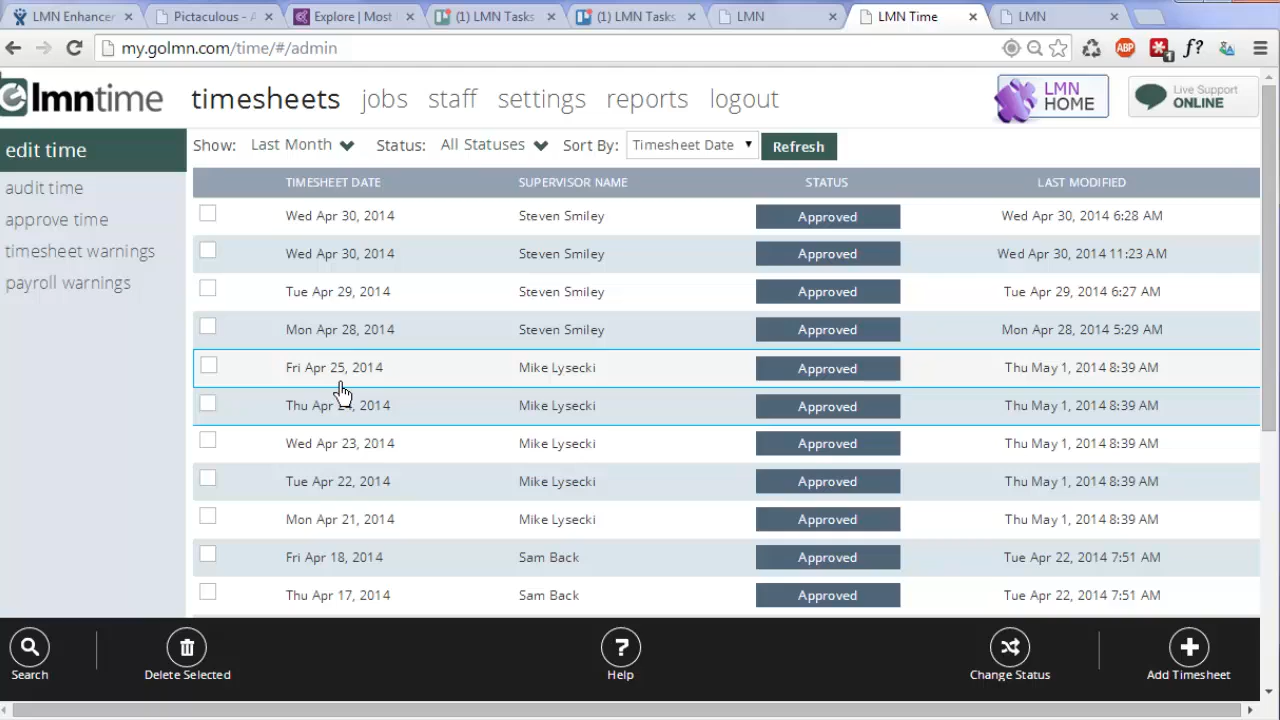 LMN Enhancer
Pictaculous - A
Explore | Most
(1) LMN Tasks
(1) LMN Tasks
LMN
LMN Time
LMN
my.golmn.com/time/#/admin
ABP
1
f?
lmntime
timesheets
jobs
staff
settings
reports
logout
LMN
HOME
Live Support
ONLINE
edit time
audit time
approve time
timesheet warnings
payroll warnings
Show: Last Month Status: All Statuses Sort By: Timesheet Date Refresh
TIMESHEET DATE SUPERVISOR NAME STATUS LAST MODIFIED
Wed Apr 30, 2014 Steven Smiley Approved Wed Apr 30, 2014 6:28 AM
Wed Apr 30, 2014 Steven Smiley Approved Wed Apr 30, 2014 11:23 AM
Tue Apr 29, 2014 Steven Smiley Approved Tue Apr 29, 2014 6:27 AM
Mon Apr 28, 2014 Steven Smiley Approved Mon Apr 28, 2014 5:29 AM
Fri Apr 25, 2014 Mike Lysecki Approved Thu May 1, 2014 8:39 AM
Thu Apr , 2014 Mike Lysecki Approved Thu May 1, 2014 8:39 AM
Wed Apr 23, 2014 Mike Lysecki Approved Thu May 1, 2014 8:39 AM
Tue Apr 22, 2014 Mike Lysecki Approved Thu May 1, 2014 8:39 AM
Mon Apr 21, 2014 Mike Lysecki Approved Thu May 1, 2014 8:39 AM
Fri Apr 18, 2014 Sam Back Approved Tue Apr 22, 2014 7:51 AM
Thu Apr 17, 2014 Sam Back Approved Tue Apr 22, 2014 7:51 AM
Search
Delete Selected
?
Help
Change Status
Add Timesheet